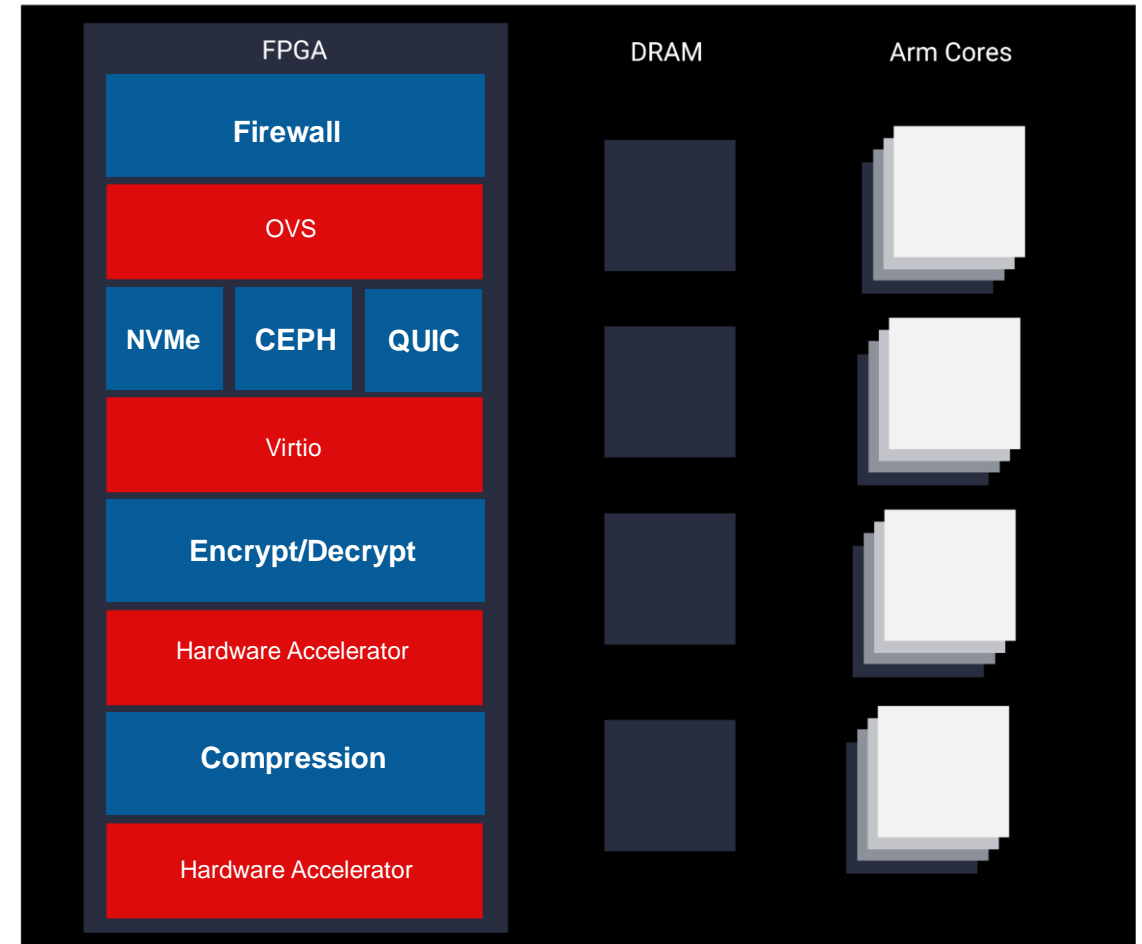 FPGA
DRAM
Arm Cores
Firewall
OVS
NVMe
CEPH
QUIC
Virtio
Encrypt/Decrypt
Hardware Accelerator
Compression
Hardware Accelerator